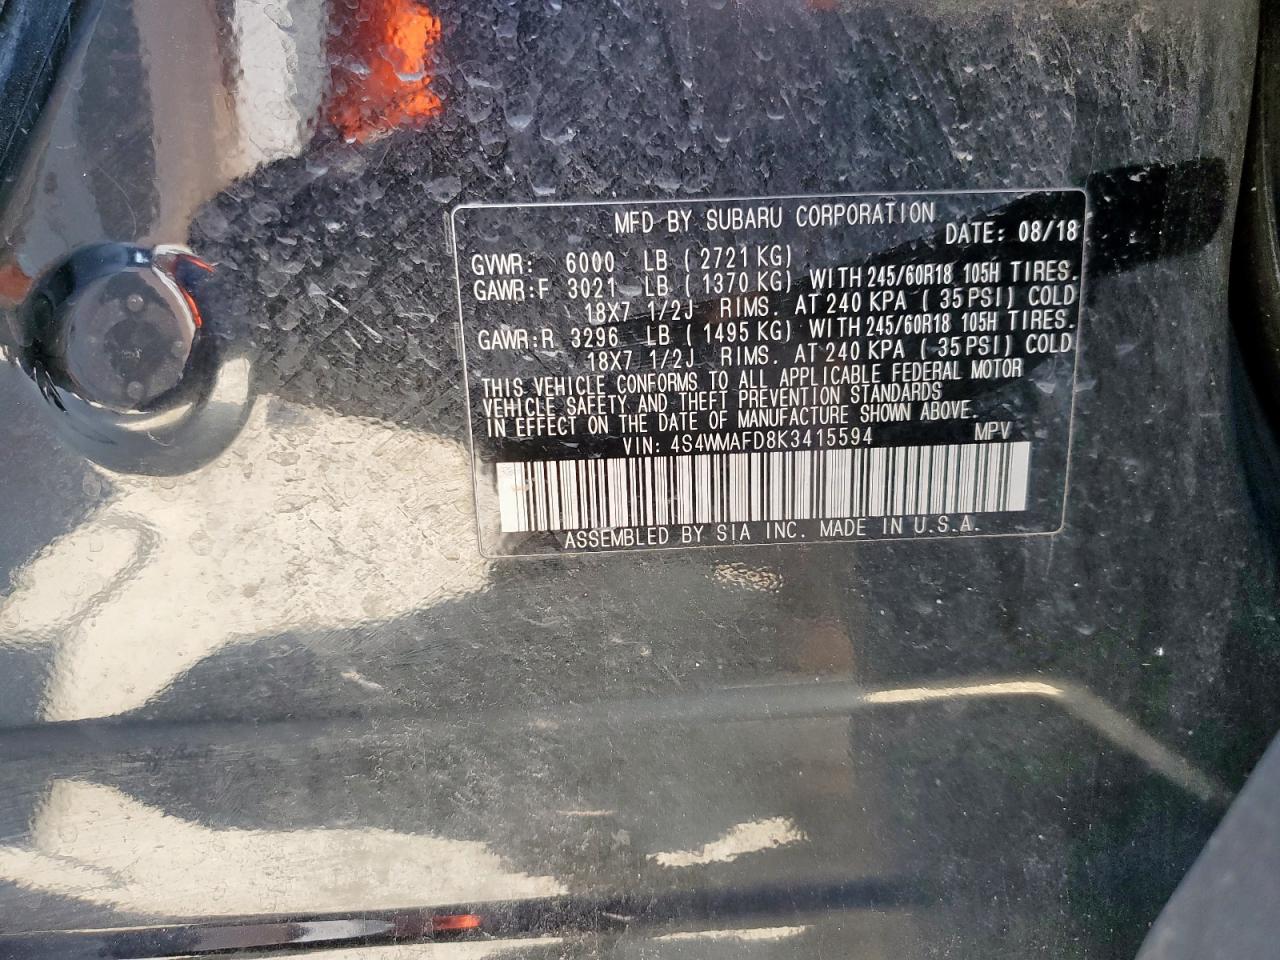 MFD BY SUBARU CORPORATION
DATE: 08/18
GVWR: 6000 LB (2721 KG)
GAWR:F 3021 LB (1370 KG) WITH 245/60R18 105H TIRES.
18X7 1/2J RIMS. AT 240 KPA (35 PSI) COLD
GAWR:R 3296 LB (1495 KG) WITH 245/60R18 105H TIRES.
18X7 1/2J RIMS. AT 240 KPA (35 PSI) COLD
THIS VEHICLE CONFORMS TO ALL APPLICABLE FEDERAL MOTOR
VEHICLE SAFETY AND THEFT PREVENTION STANDARDS
IN EFFECT ON THE DATE OF MANUFACTURE SHOWN ABOVE.
VIN: 4S4WMAFD8K3415594 MPV
ASSEMBLED BY SIA INC. MADE IN U.S.A.